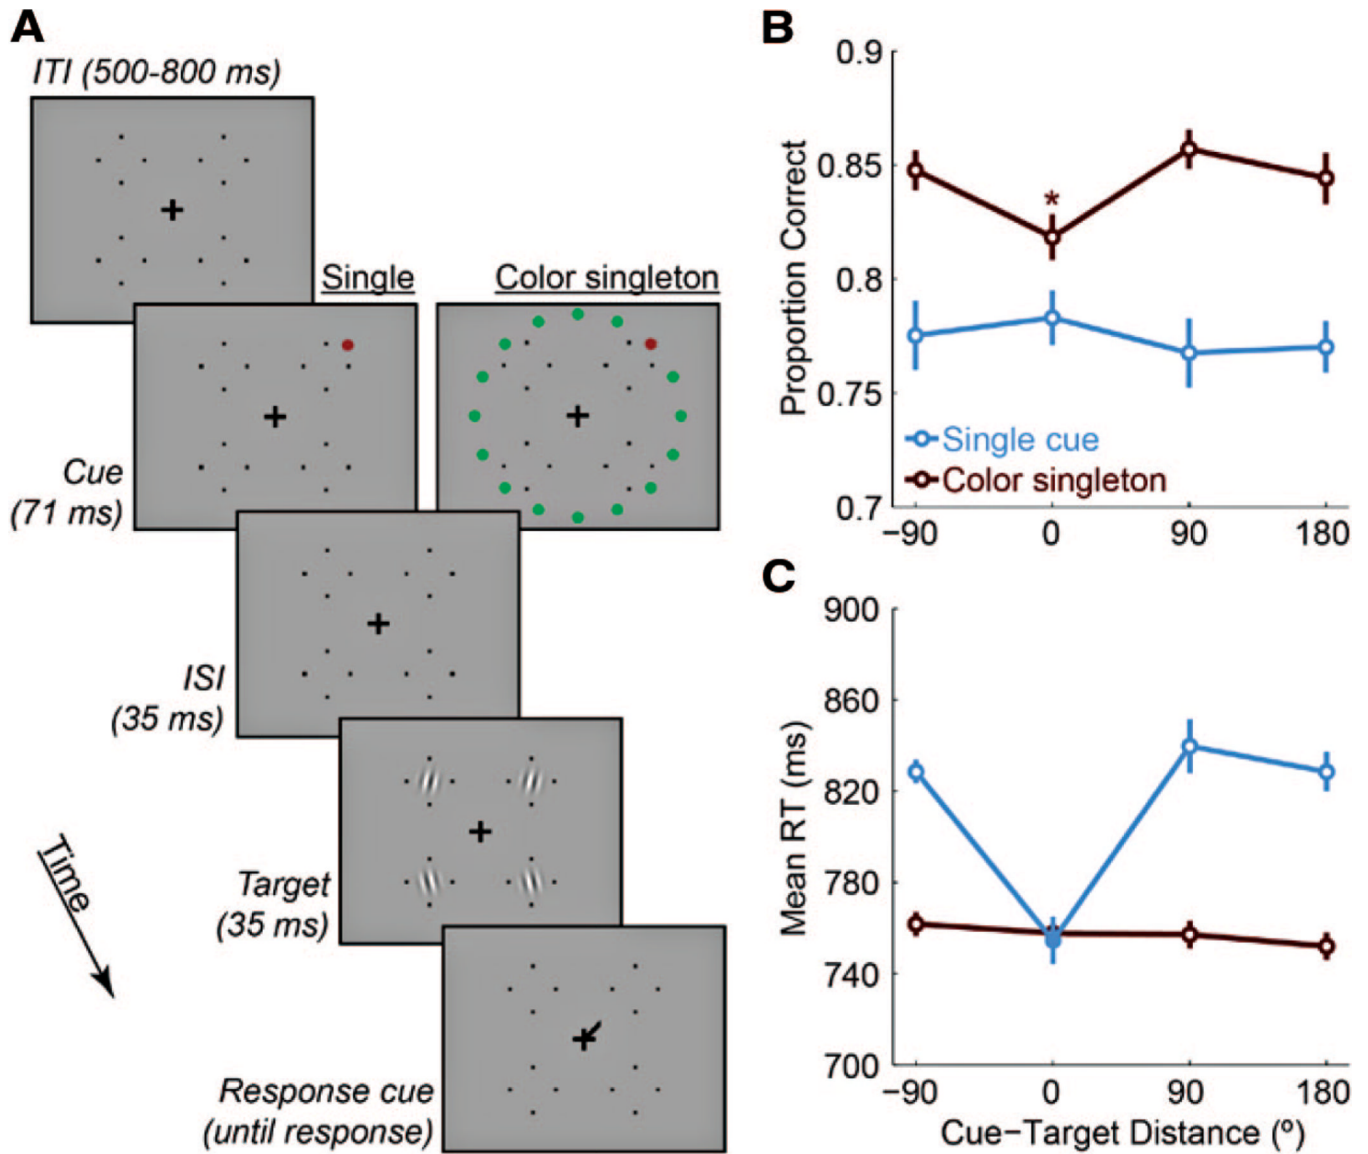 A
ITI (500-800 ms)
Single
Color singleton
Cue
(71 ms)
ISI
(35 ms)
Target
(35 ms)
Time
Response cue
(until response)
B
0.9
0.85
0.8
0.75
0.7
Proportion Correct
*
Single cue
Color singleton
−90
0
90
180
C
900
860
820
780
740
700
Mean RT (ms)
−90
0
90
180
Cue−Target Distance (º)